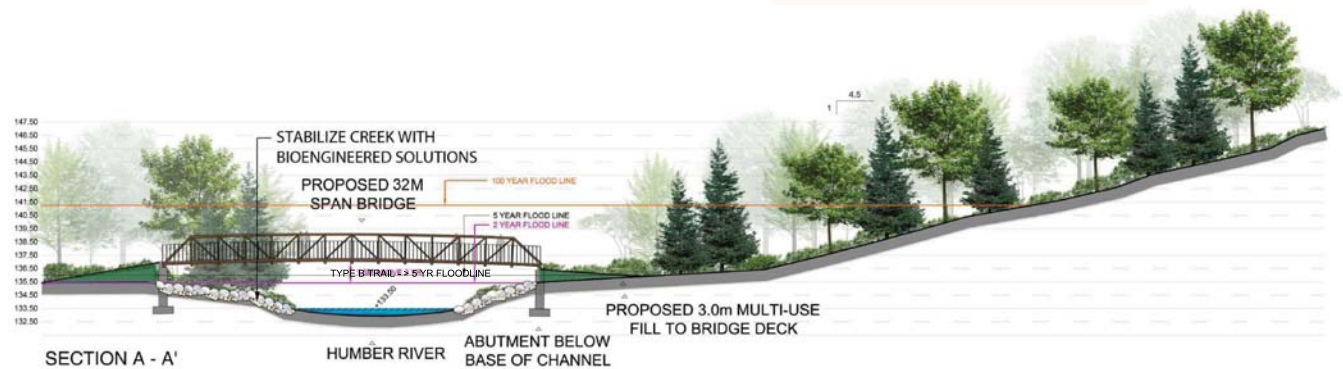 4.5
1
147.50
146.50
145.50
144.50
143.50
142.50
141.50
140.50
139.50
138.50
137.50
136.50
135.50
134.50
133.50
132.50
STABILIZE CREEK WITH
BIOENGINEERED SOLUTIONS
PROPOSED 32M
SPAN BRIDGE
100 YEAR FLOOD LINE
5 YEAR FLOOD LINE
2 YEAR FLOOD LINE
TYPE B TRAIL
5 YR FLOODLINE
+133.50
PROPOSED 3.0m MULTI-USE
FILL TO BRIDGE DECK
HUMBER RIVER
ABUTMENT BELOW
BASE OF CHANNEL
SECTION A - A'